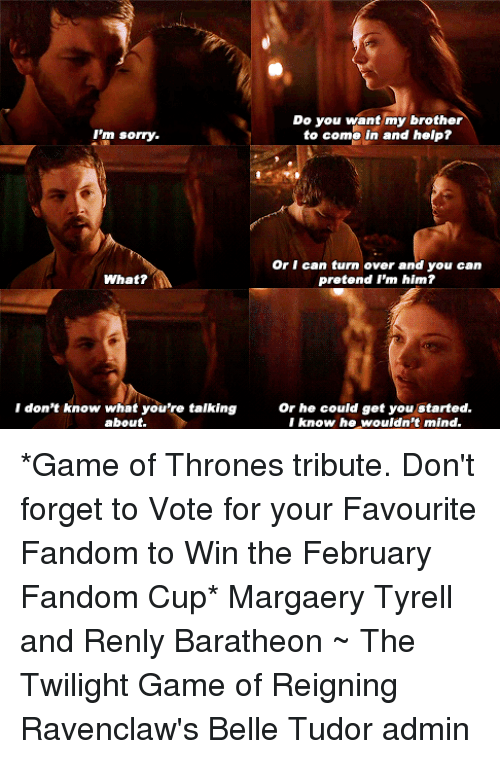 I'm sorry.
Do you want my brother
to come in and help?
What?
Or I can turn over and you can
pretend I'm him?
I don't know what you're talking
about.
Or he could get you started.
I know he wouldn't mind.
*Game of Thrones tribute. Don't
forget to Vote for your Favourite
Fandom to Win the February
Fandom Cup* Margaery Tyrell
and Renly Baratheon ~ The
Twilight Game of Reigning
Ravenclaw's Belle Tudor admin